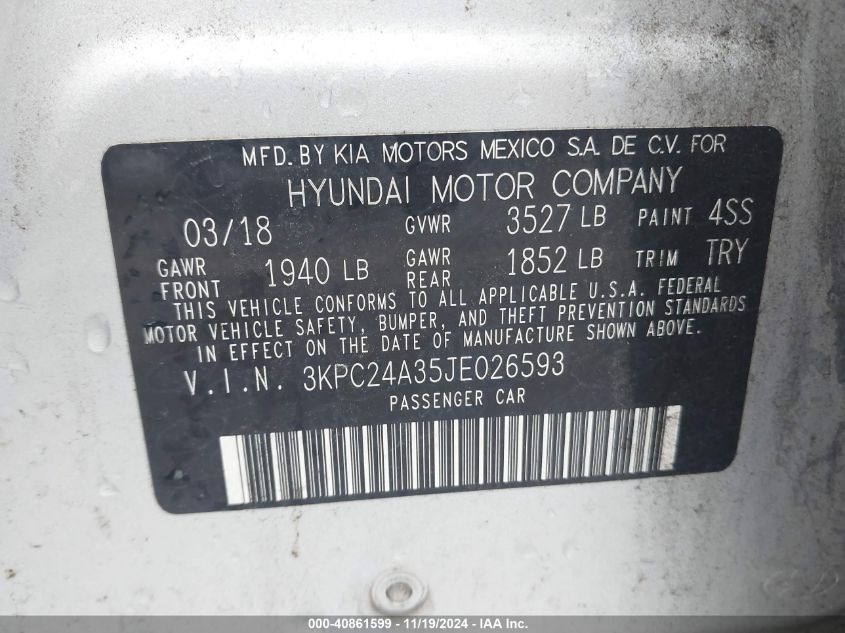 MFD. BY KIA MOTORS MEXICO S.A. DE C.V. FOR
HYUNDAI MOTOR COMPANY
03/18 GVWR 3527 LB PAINT 4SS
GAWR FRONT 1940 LB GAWR REAR 1852 LB TRIM TRY
THIS VEHICLE CONFORMS TO ALL APPLICABLE U.S.A. FEDERAL
MOTOR VEHICLE SAFETY, BUMPER, AND THEFT PREVENTION STANDARDS
IN EFFECT ON THE DATE OF MANUFACTURE SHOWN ABOVE.
V.I.N. 3KPC24A35JE026593
PASSENGER CAR
000-40861599 - 11/19/2024 - IAA Inc.